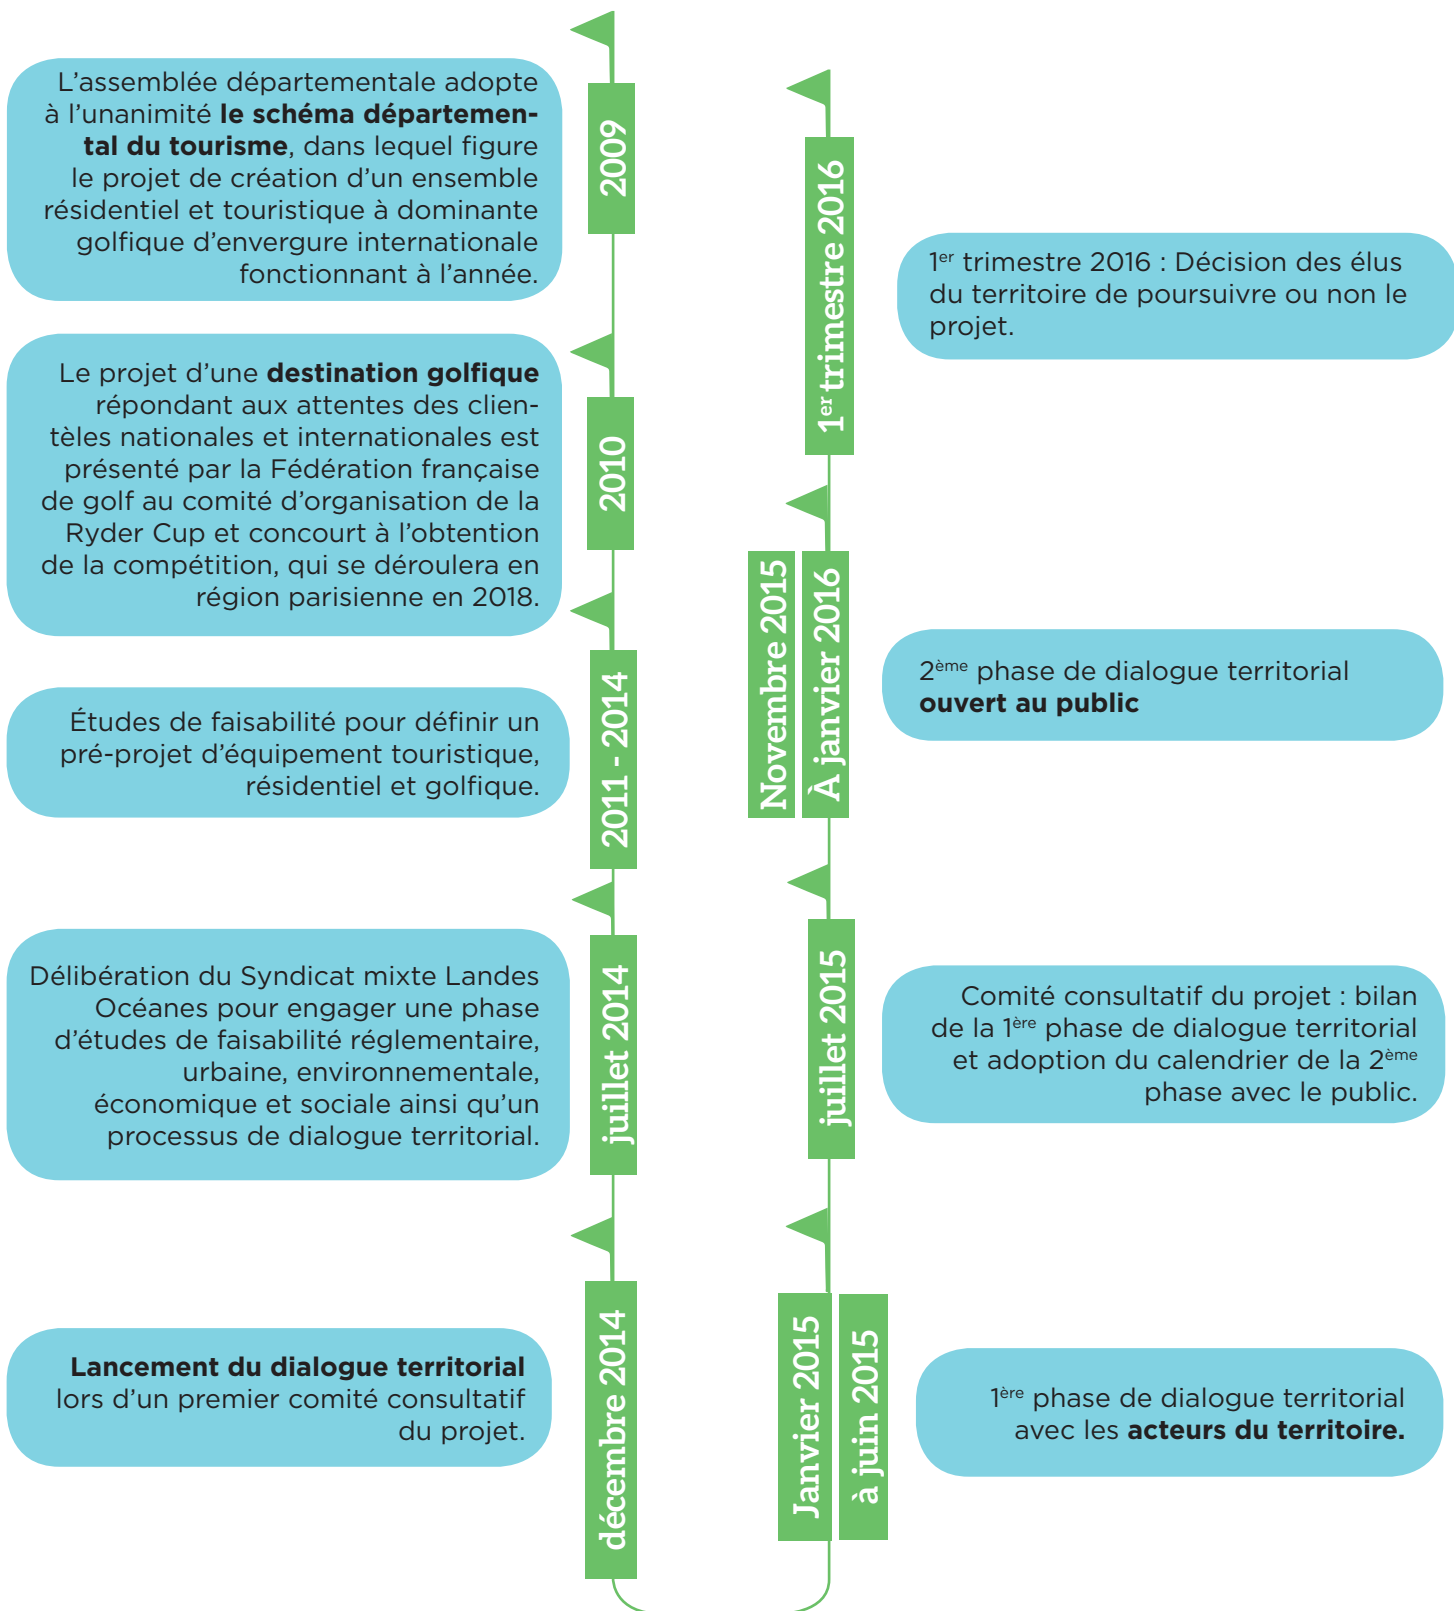 2009
L'assemblée départementale adopte
à l'unanimité le schéma départemen-
tal du tourisme, dans lequel figure
le projet de création d'un ensemble
résidentiel et touristique à dominante
golfique d'envergure internationale
fonctionnant à l'année.
2010
Le projet d'une destination golfique
répondant aux attentes des clien-
tèles nationales et internationales est
présenté par la Fédération française
de golf au comité d'organisation de la
Ryder Cup et concourt à l'obtention
de la compétition, qui se déroulera en
région parisienne en 2018.
2011 - 2014
Études de faisabilité pour définir un
pré-projet d'équipement touristique,
résidentiel et golfique.
juillet 2014
Délibération du Syndicat mixte Landes
Océanes pour engager une phase
d'études de faisabilité réglementaire,
urbaine, environnementale,
économique et sociale ainsi qu'un
processus de dialogue territorial.
décembre 2014
Lancement du dialogue territorial
lors d'un premier comité consultatif
du projet.
Janvier 2015
à juin 2015
1ère phase de dialogue territorial
avec les acteurs du territoire.
juillet 2015
Comité consultatif du projet : bilan
de la 1ère phase de dialogue territorial
et adoption du calendrier de la 2ème
phase avec le public.
Novembre 2015
À janvier 2016
2ème phase de dialogue territorial
ouvert au public
1er trimestre 2016
1er trimestre 2016 : Décision des élus
du territoire de poursuivre ou non le
projet.